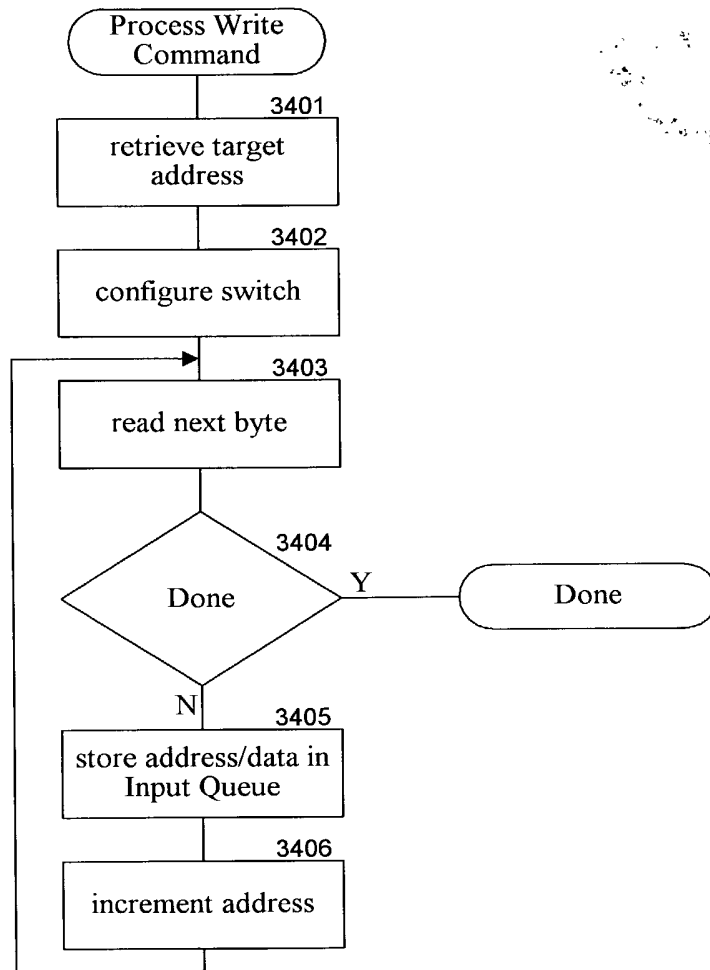 Process Write
Command
3401
retrieve target
address
3402
configure switch
3403
read next byte
3404
Done
Y
Done
N
3405
store address/data in
Input Queue
3406
increment address